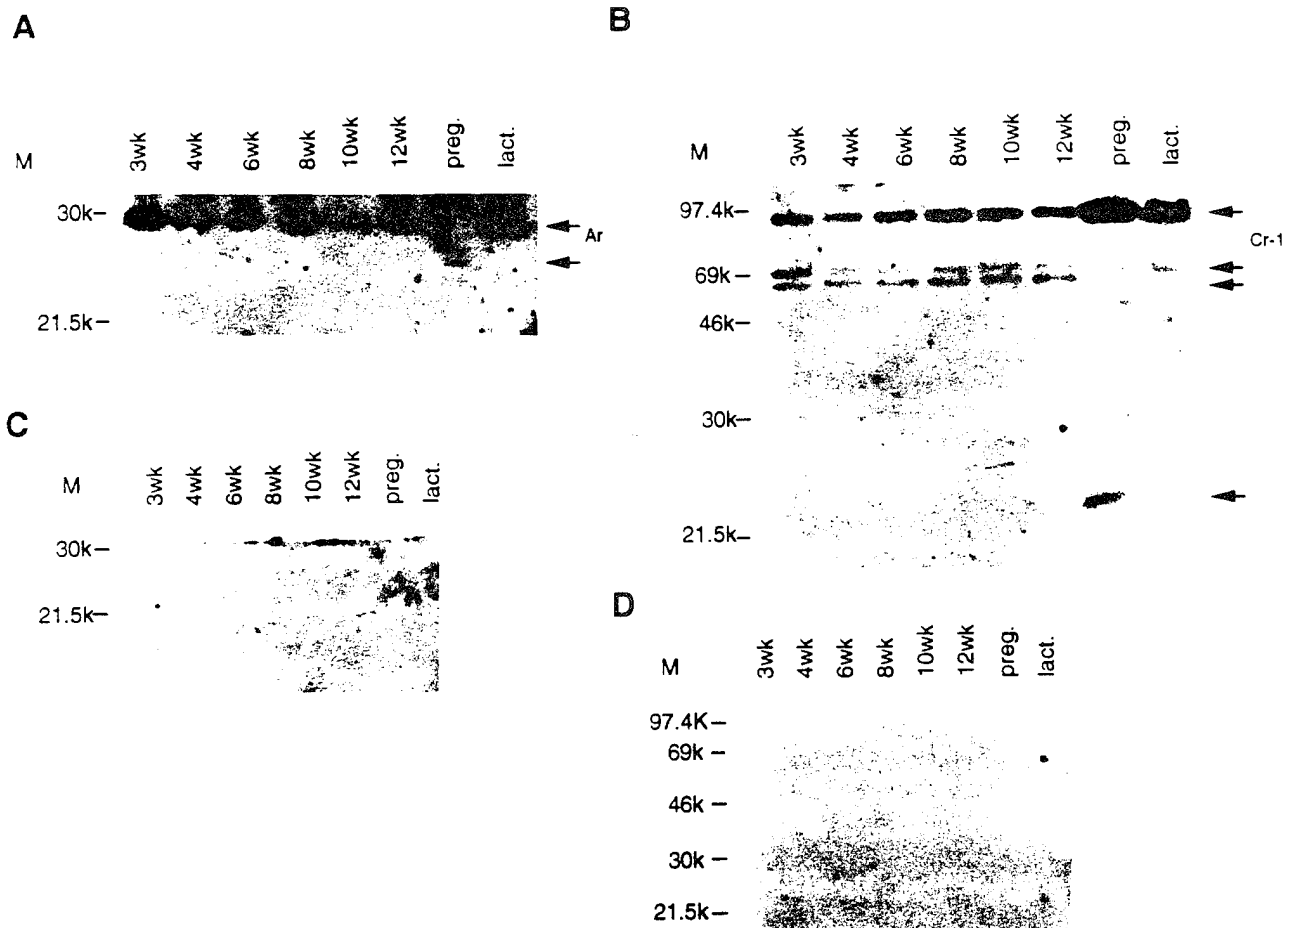 A
M 3wk 4wk 6wk 8wk 10wk 12wk preg. lact.
30k–
Ar
21.5k–
B
M 3wk 4wk 6wk 8wk 10wk 12wk preg. lact.
97.4k–
Cr-1
69k–
46k–
30k–
21.5k–
C
M 3wk 4wk 6wk 8wk 10wk 12wk preg. lact.
30k–
21.5k–
D
M 3wk 4wk 6wk 8wk 10wk 12wk preg. lact.
97.4K–
69k –
46k –
30k –
21.5k–